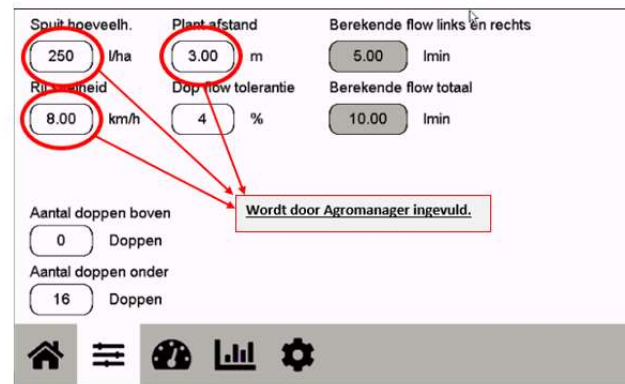 Spuit hoeveelh. Plant afstand Berekende flow links en rechts
250 l/ha 3.00 m 5.00 lmin
Rij snelheid Dop flow tolerantie Berekende flow totaal
8.00 km/h 4 % 10.00 lmin
Wordt door Agromanager ingevuld.
Aantal doppen boven
0 Doppen
Aantal doppen onder
16 Doppen